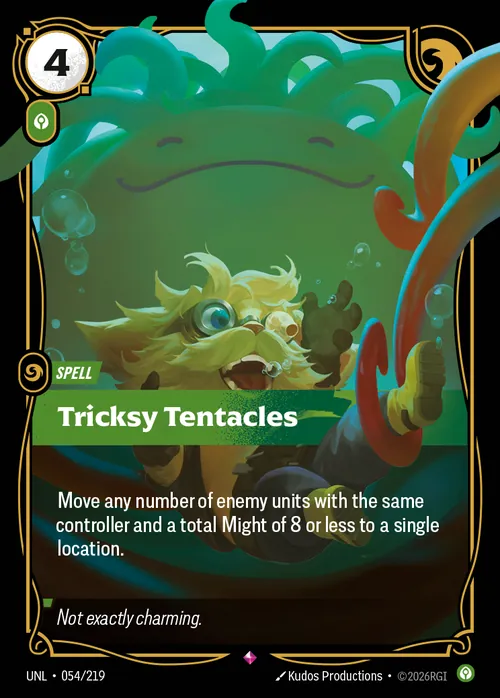 4
SPELL
Tricksy Tentacles
Move any number of enemy units with the same
controller and a total Might of 8 or less to a single
location.
Not exactly charming.
UNL • 054/219
Kudos Productions • ©2026RGI